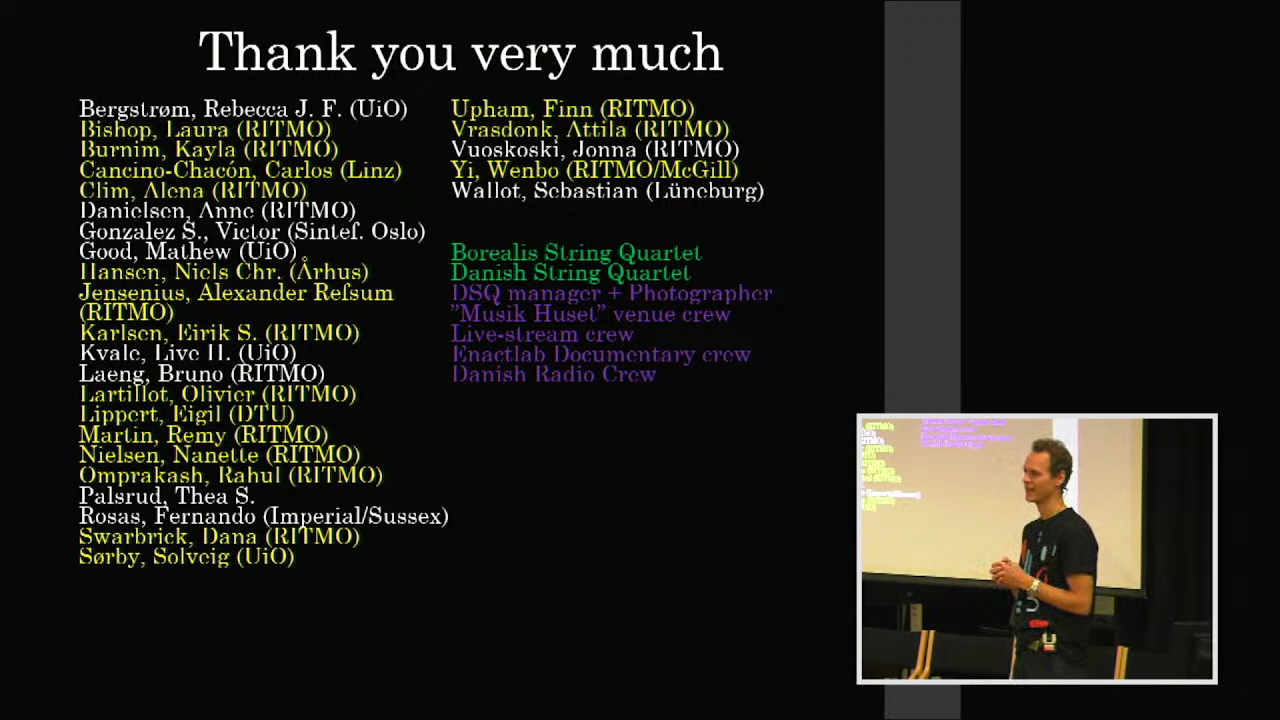 Thank you very much
Bergstrøm, Rebecca J. F. (UiO)
Bishop, Laura (RITMO)
Burnim, Kayla (RITMO)
Cancino-Chacón, Carlos (Linz)
Clim, Alena (RITMO)
Danielsen, Anne (RITMO)
Gonzalez S., Victor (Sintef. Oslo)
Good, Mathew (UiO)
Hansen, Niels Chr. (Århus)
Jensenius, Alexander Refsum
(RITMO)
Karlsen, Eirik S. (RITMO)
Kvale, Live H. (UiO)
Laeng, Bruno (RITMO)
Lartillot, Olivier (RITMO)
Lippert, Eigil (DTU)
Martin, Remy (RITMO)
Nielsen, Nanette (RITMO)
Omprakash, Rahul (RITMO)
Palsrud, Thea S.
Rosas, Fernando (Imperial/Sussex)
Swarbrick, Dana (RITMO)
Sørby, Solveig (UiO)
Upham, Finn (RITMO)
Vrasdonk, Attila (RITMO)
Vuoskoski, Jonna (RITMO)
Yi, Wenbo (RITMO/McGill)
Wallot, Sebastian (Lüneburg)
Borealis String Quartet
Danish String Quartet
DSQ manager + Photographer
”Musik Huset” venue crew
Live-stream crew
Enactlab Documentary crew
Danish Radio Crew